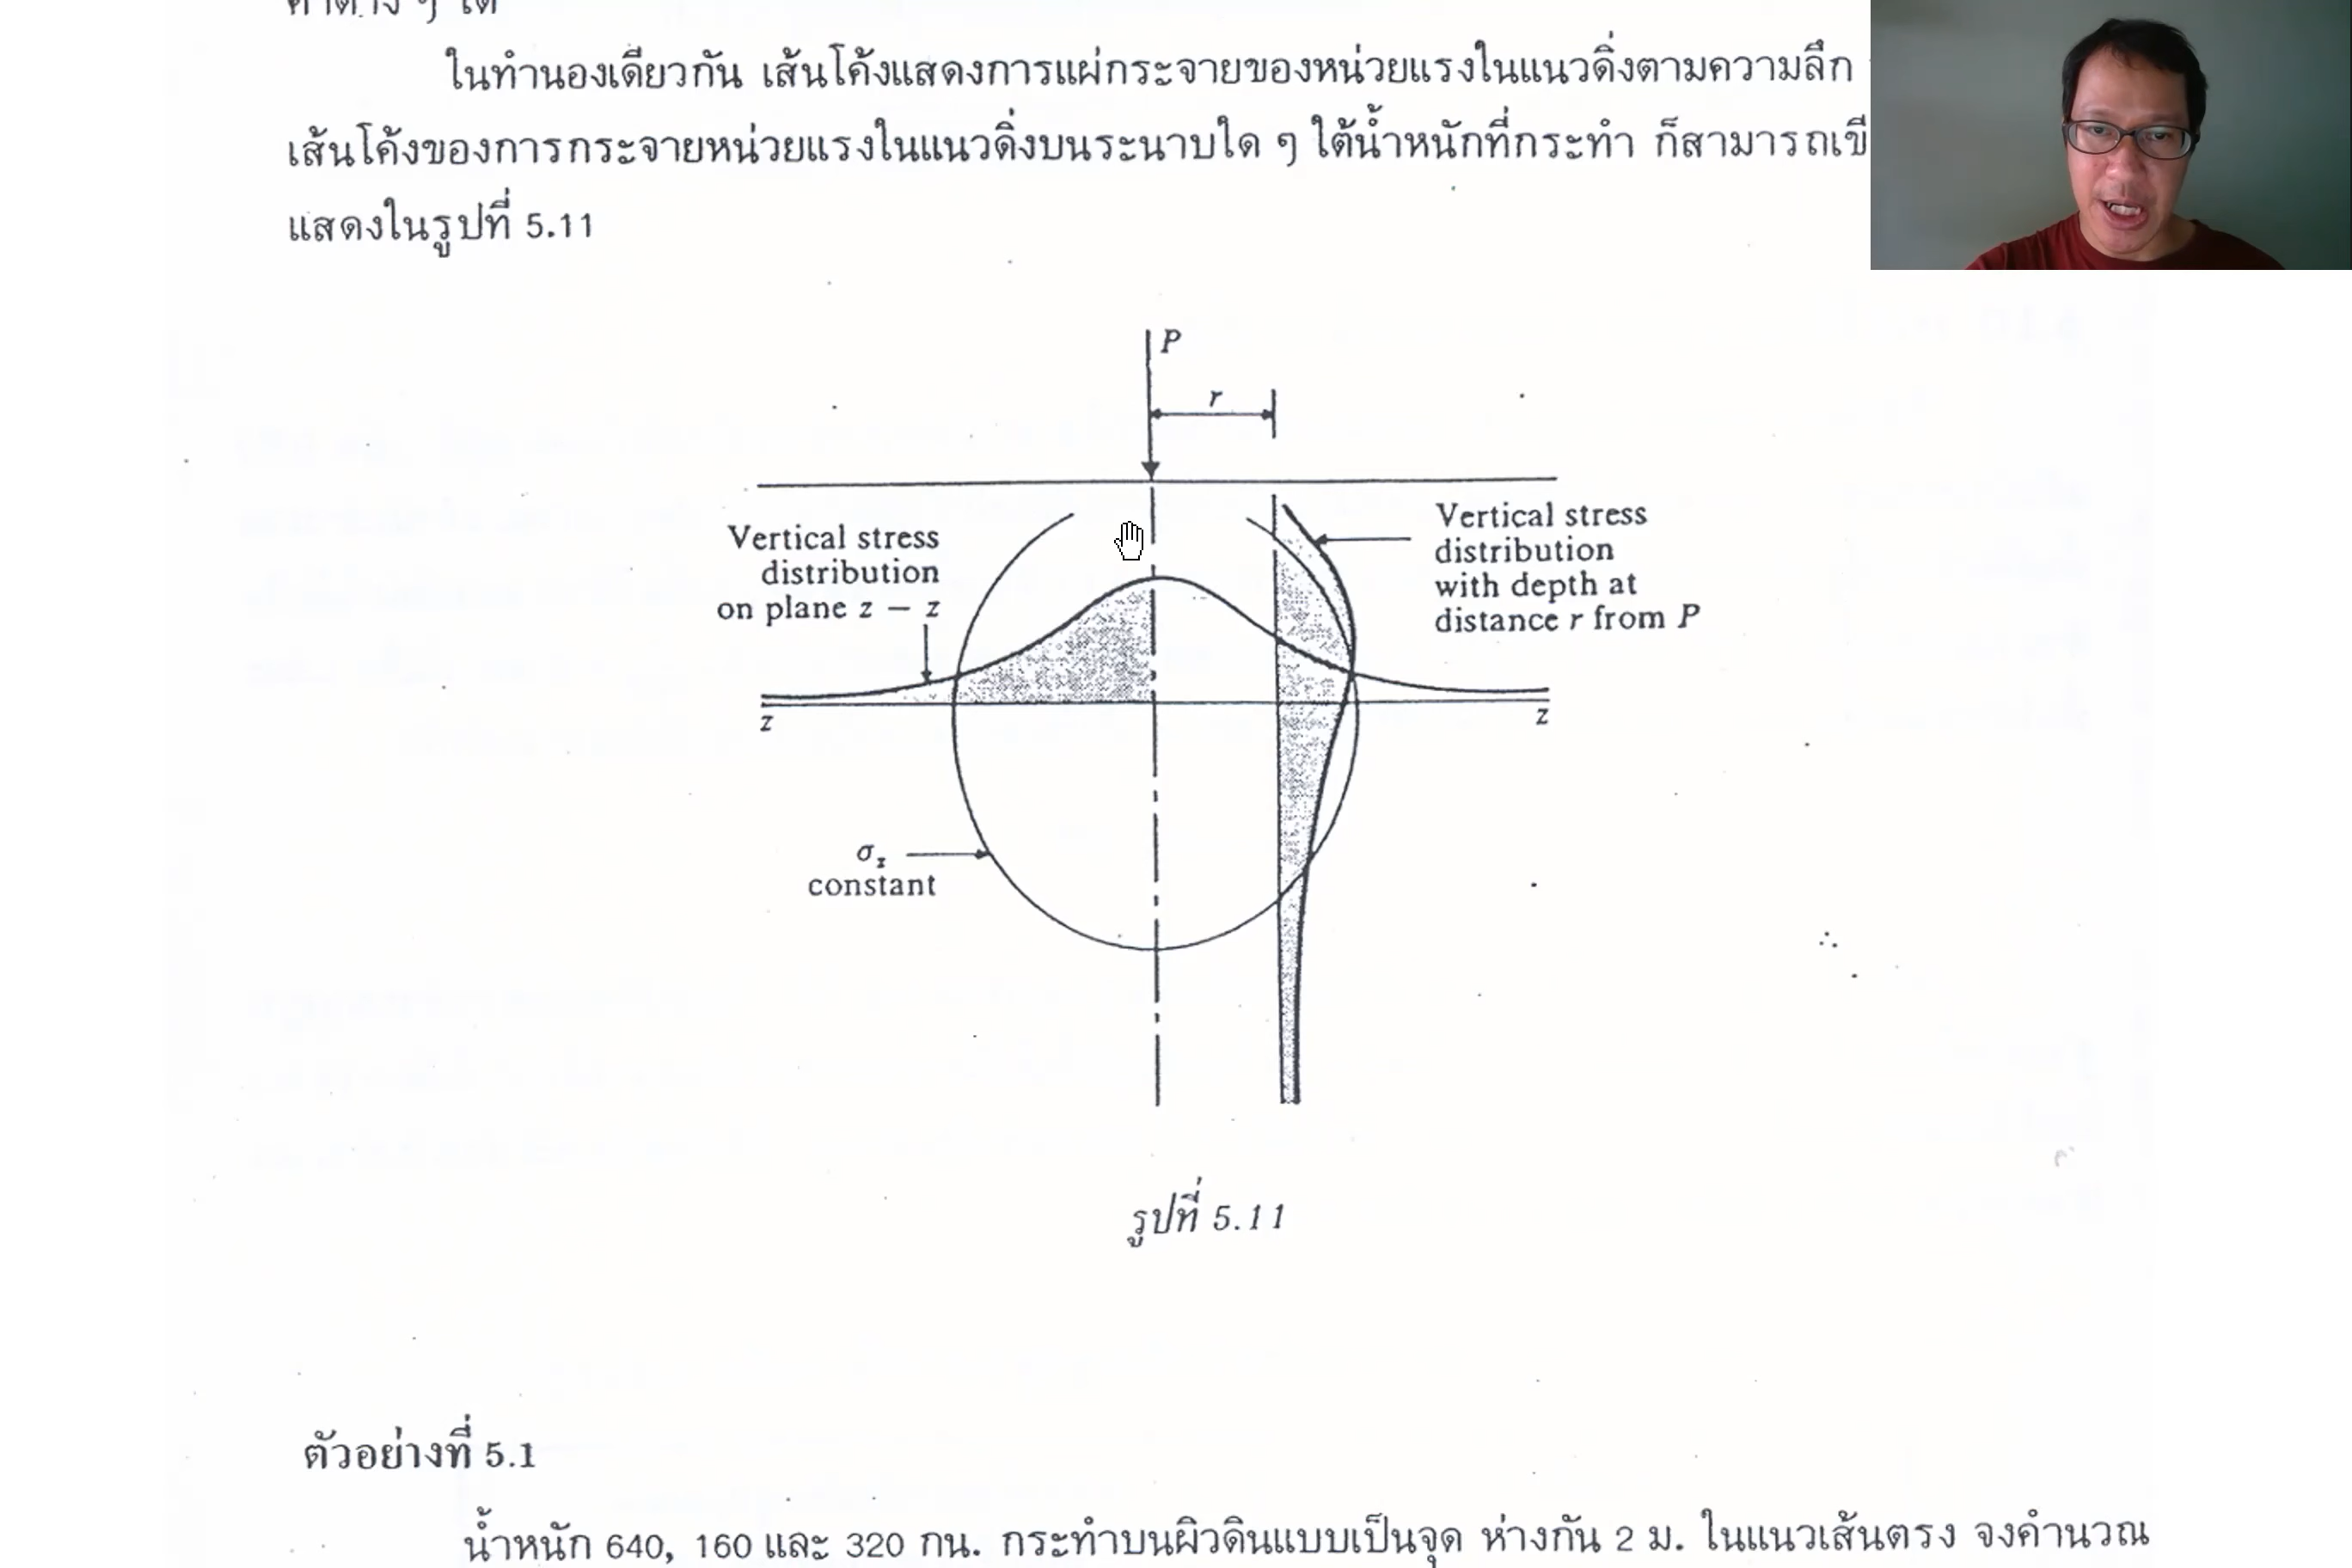 ในทำนองเดียวกัน เส้นโค้งแสดงการแผ่กระจายของหน่วยแรงในแนวดิ่งตามความลึก
เส้นโค้งของการกระจายหน่วยแรงในแนวดิ่งบนระนาบใด ๆ ใต้น้ำหนักที่กระทำ ก็สามารถเขี
แสดงในรูปที่ 5.11
P
r
Vertical stress
distribution
on plane z – z
Vertical stress
distribution
with depth at
distance r from P
z
z
σz
constant
รูปที่ 5.11
ตัวอย่างที่ 5.1
น้ำหนัก 640, 160 และ 320 กน. กระทำบนผิวดินแบบเป็นจุด ห่างกัน 2 ม. ในแนวเส้นตรง จงคำนวณ